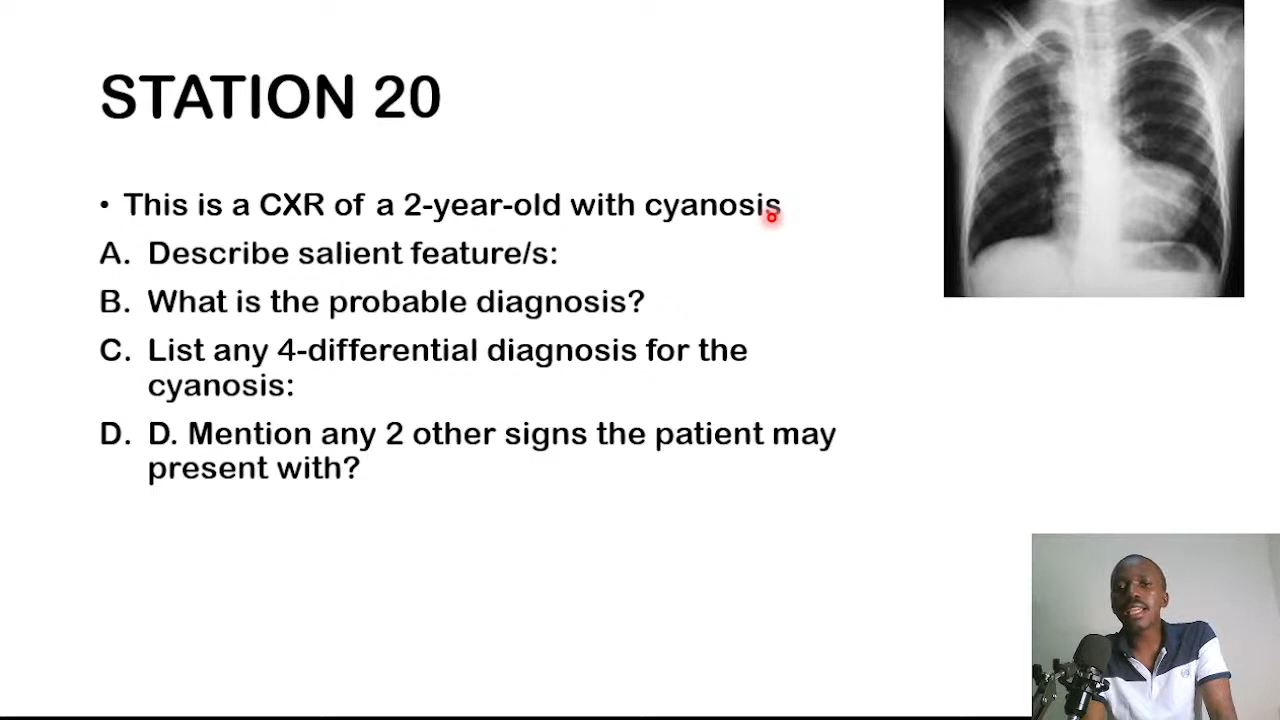 STATION 20
• This is a CXR of a 2-year-old with cyanosis
A. Describe salient feature/s:
B. What is the probable diagnosis?
C. List any 4-differential diagnosis for the
cyanosis:
D. D. Mention any 2 other signs the patient may
present with?